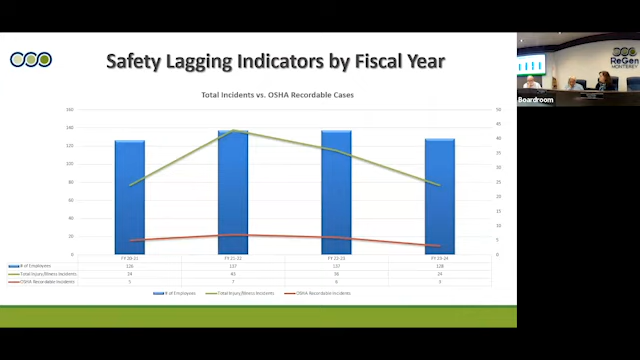 Safety Lagging Indicators by Fiscal Year
ReGen
MONTEREY
Boardroom
Total Incidents vs. OSHA Recordable Cases
160
140
120
100
80
60
40
20
0
50
45
40
35
30
25
20
15
10
5
0
FY 20-21 FY 21-22 FY 22-23 FY 23-24
# of Employees 126 137 137 128
Total Injury/Illness Incidents 24 43 36 24
OSHA Recordable Incidents 5 7 6 3
# of Employees Total Injury/Illness Incidents OSHA Recordable Incidents